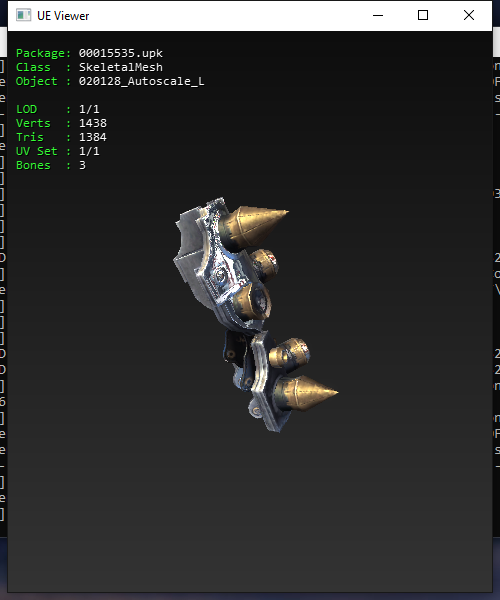 UE Viewer
Package: 00015535.upk
Class : SkeletalMesh
Object : 020128_Autoscale_L
LOD : 1/1
Verts : 1438
Tris : 1384
UV Set : 1/1
Bones : 3